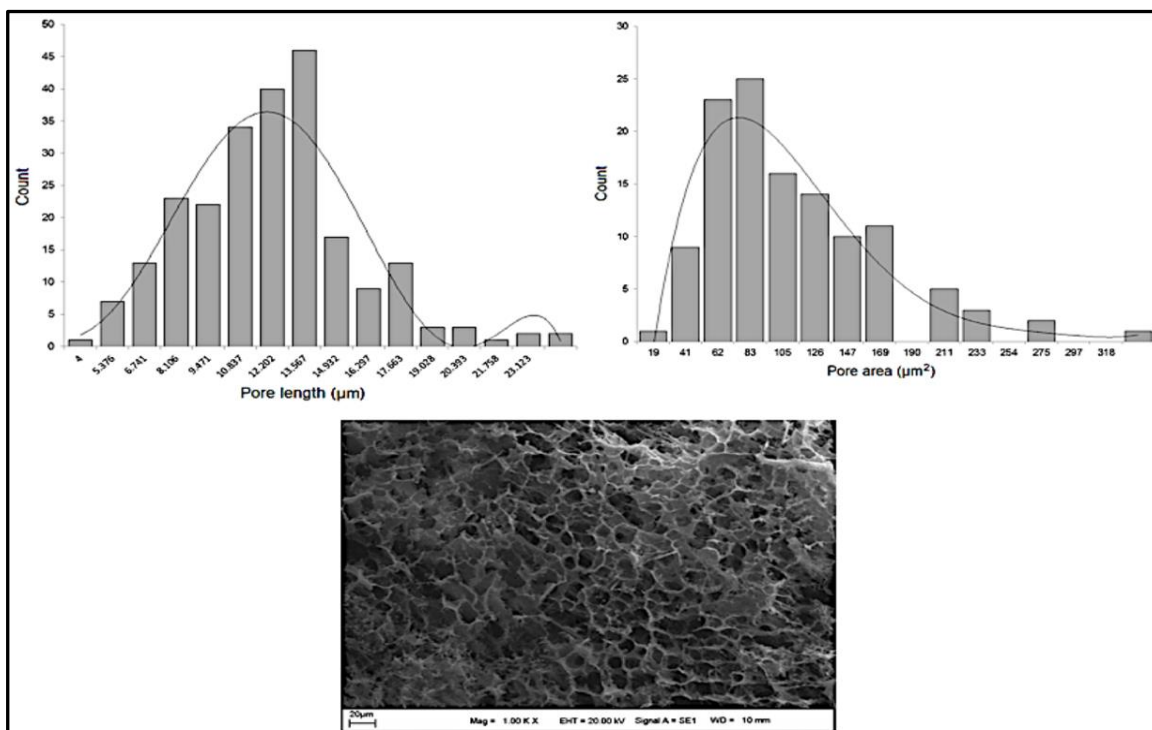 50
45
40
35
30
25
20
15
10
5
0
Count
4 5.376 6.741 8.106 9.471 10.837 12.202 13.567 14.932 16.297 17.663 19.028 20.393 21.758 23.123
Pore length (µm)
30
25
20
15
10
5
0
Count
19 41 62 83 105 126 147 169 190 211 233 254 275 297 318
Pore area (µm²)
20µm Mag = 1.00 K X EHT = 20.00 kV Signal A = SE1 WD = 10 mm